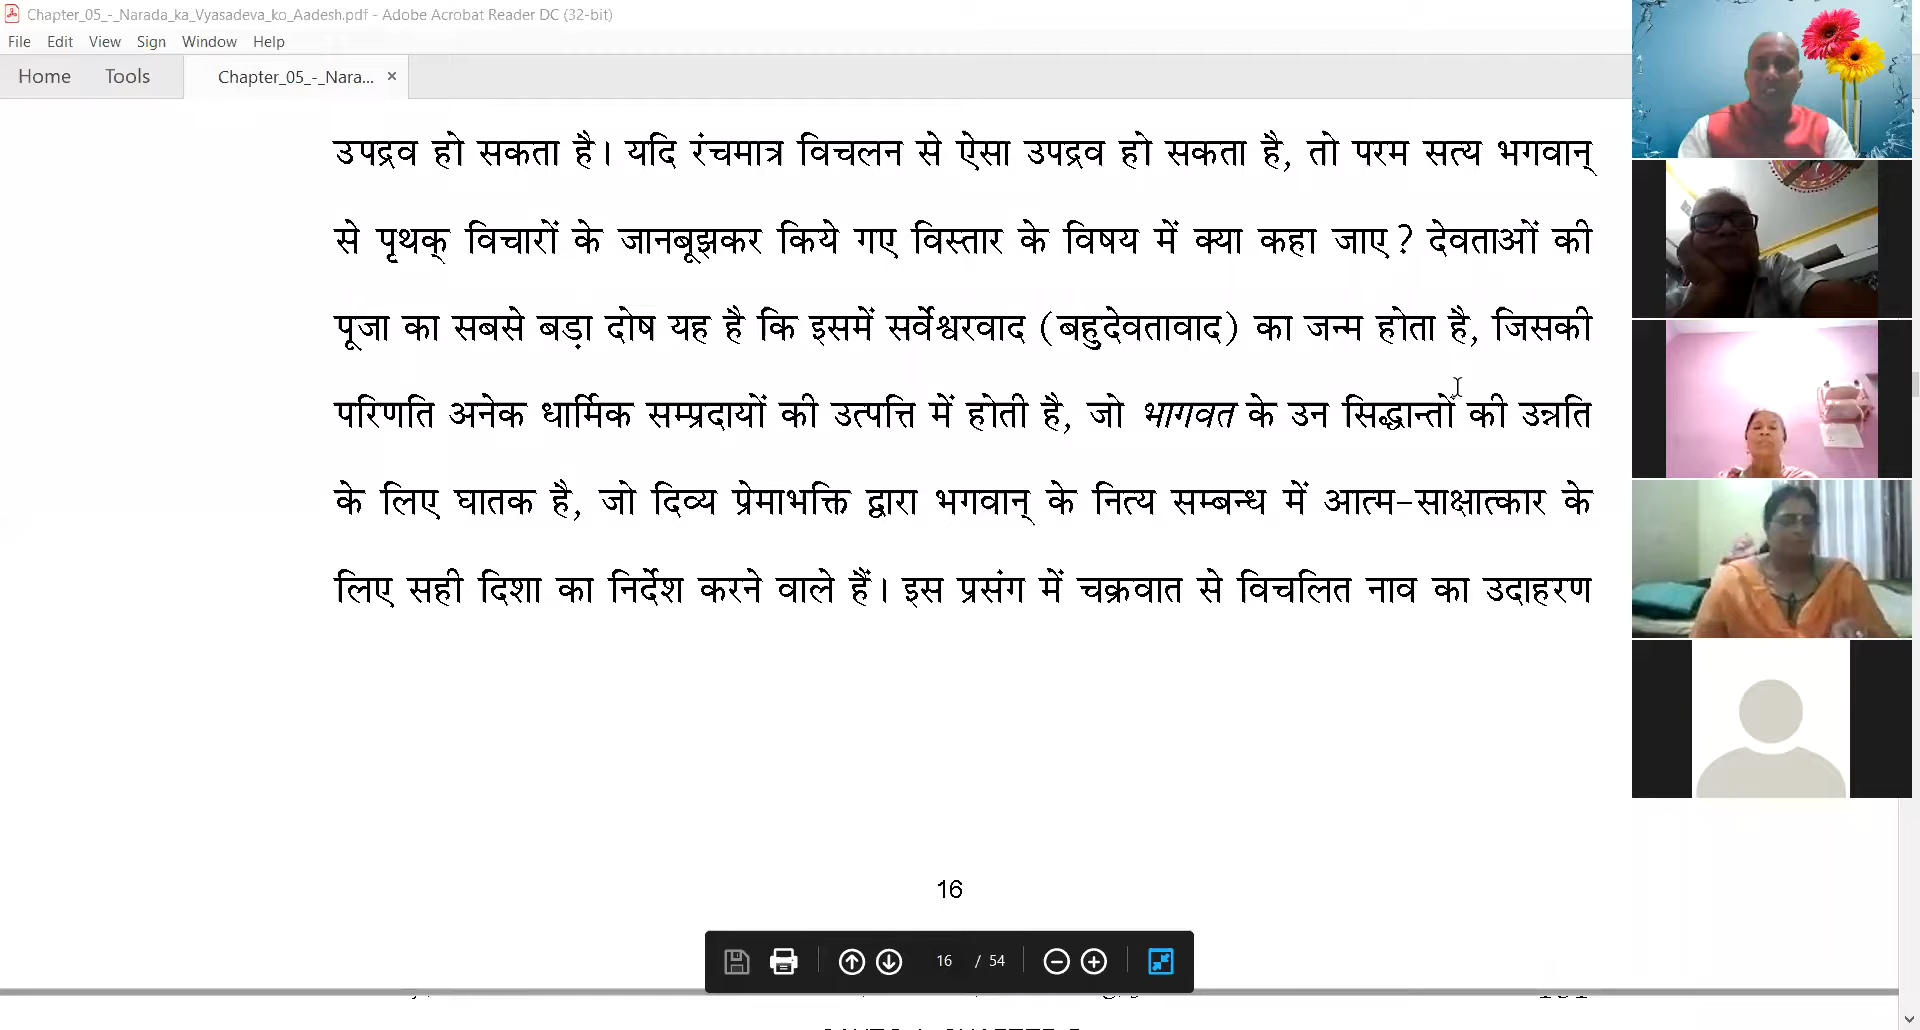 Chapter_05_-_Narada_ka_Vyasadeva_ko_Aadesh.pdf - Adobe Acrobat Reader DC (32-bit)
File Edit View Sign Window Help
Home Tools Chapter_05_-_Nara... ×
उपद्रव हो सकता है। यदि रंचमात्र विचलन से ऐसा उपद्रव हो सकता है, तो परम सत्य भगवान्
से पृथक् विचारों के जानबूझकर किये गए विस्तार के विषय में क्या कहा जाए? देवताओं की
पूजा का सबसे बड़ा दोष यह है कि इसमें सर्वेश्वरवाद (बहुदेवतावाद) का जन्म होता है, जिसकी
परिणति अनेक धार्मिक सम्प्रदायों की उत्पत्ति में होती है, जो भागवत के उन सिद्धान्तों की उन्नति
के लिए घातक है, जो दिव्य प्रेमाभक्ति द्वारा भगवान् के नित्य सम्बन्ध में आत्म-साक्षात्कार के
लिए सही दिशा का निर्देश करने वाले हैं। इस प्रसंग में चक्रवात से विचलित नाव का उदाहरण
16
16 / 54